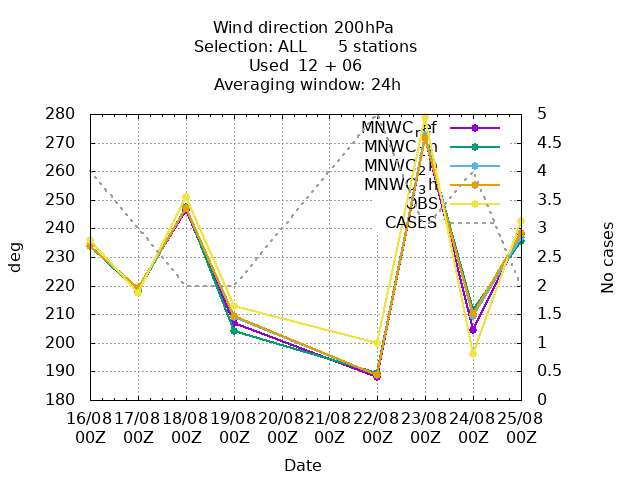 Wind direction 200hPa
Selection: ALL 5 stations
Used 12 + 06
Averaging window: 24h
280 5
270 4.5
260 4
250 3.5
240 3
230 2.5
220 2
210 1.5
200 1
190 0.5
180 0
deg
No cases
MNWC_ref
MNWC_1h
MNWC_2h
MNWC_3h
OBS
CASES
16/08 17/08 18/08 19/08 20/08 21/08 22/08 23/08 24/08 25/08
00Z 00Z 00Z 00Z 00Z 00Z 00Z 00Z 00Z 00Z
Date